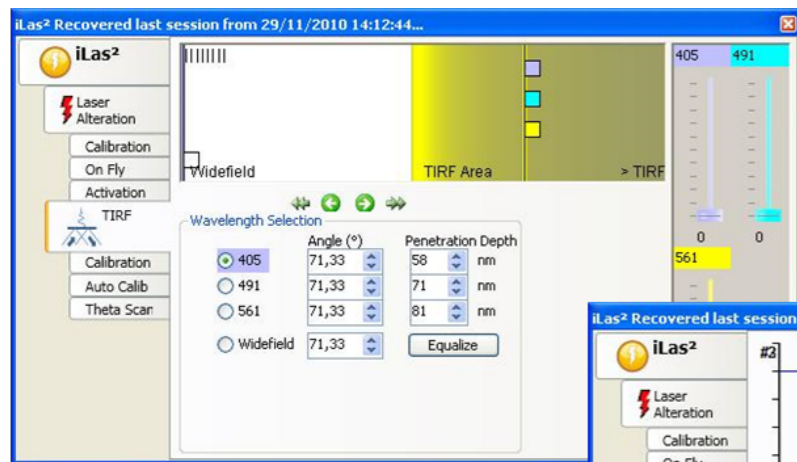 iLas² Recovered last session from 29/11/2010 14:12:44...
iLas²
Laser
Alteration
Calibration
On Fly
Activation
TIRF
Calibration
Auto Calib
Theta Scan
Widefield
TIRF Area
> TIRF
Wavelength Selection
Angle (°) Penetration Depth
405 71,33 58 nm
491 71,33 71 nm
561 71,33 81 nm
Widefield 71,33 Equalize
405 491
0 0
561
iLas² Recovered last session
iLas²
#3
Laser
Alteration
Calibration
On Fly